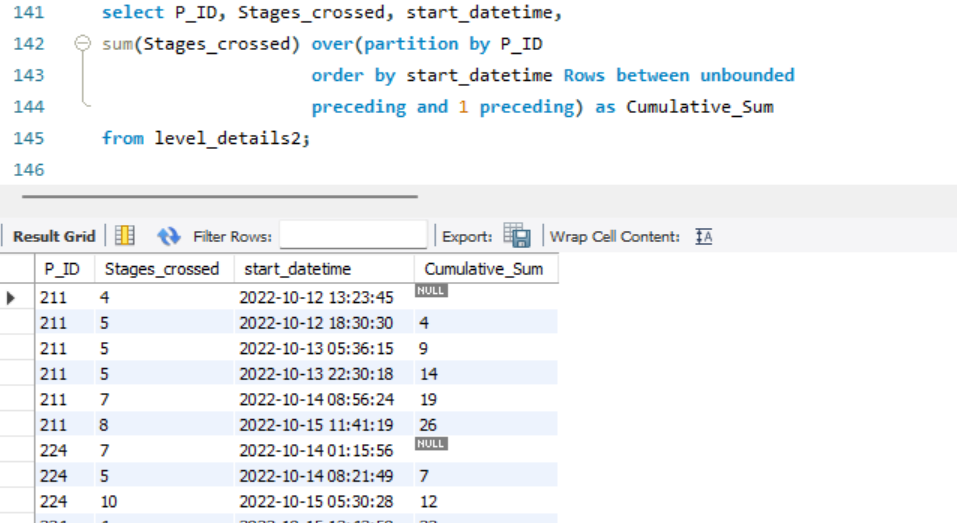 141 select P_ID, Stages_crossed, start_datetime,
142 sum(Stages_crossed) over(partition by P_ID
143 order by start_datetime Rows between unbounded
144 preceding and 1 preceding) as Cumulative_Sum
145 from level_details2;
146
Result Grid Filter Rows: Export: Wrap Cell Content: IA
P_ID Stages_crossed start_datetime Cumulative_Sum
211 4 2022-10-12 13:23:45 NULL
211 5 2022-10-12 18:30:30 4
211 5 2022-10-13 05:36:15 9
211 5 2022-10-13 22:30:18 14
211 7 2022-10-14 08:56:24 19
211 8 2022-10-15 11:41:19 26
224 7 2022-10-14 01:15:56 NULL
224 5 2022-10-14 08:21:49 7
224 10 2022-10-15 05:30:28 12